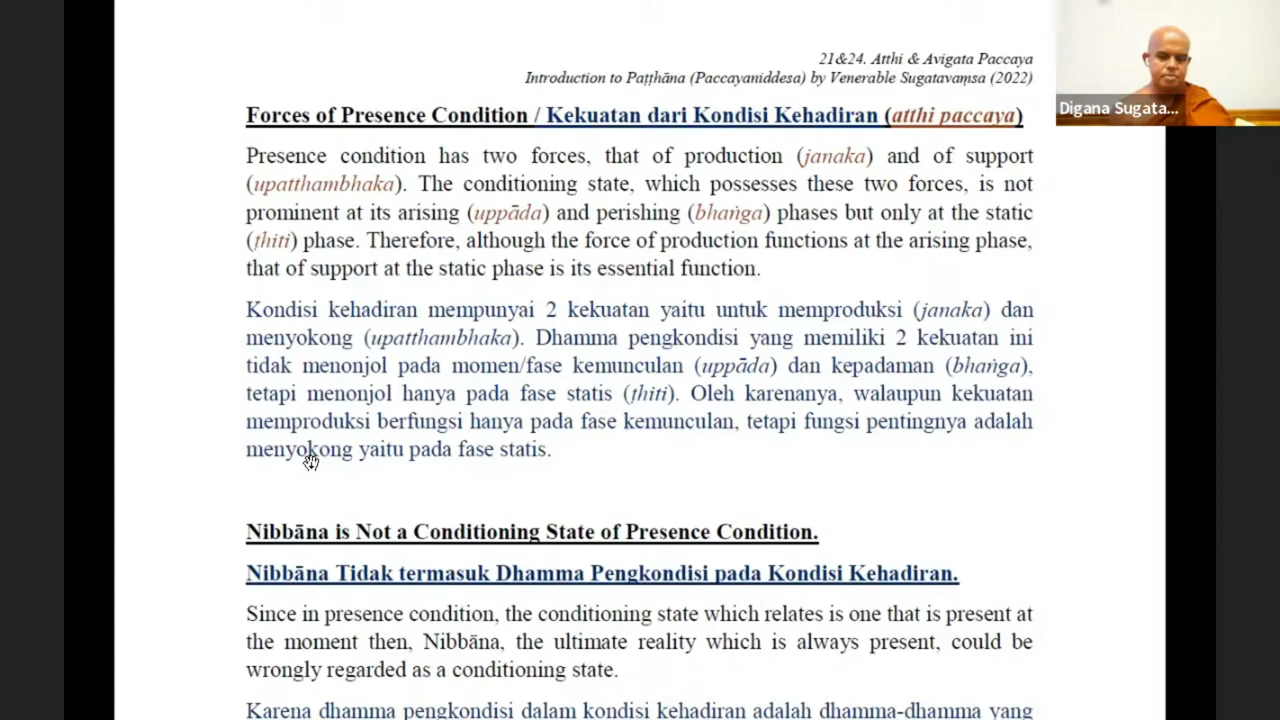 21&24. Atthi & Avigata Paccaya
Introduction to Paṭṭhāna (Paccayaniddesa) by Venerable Sugatavaṃsa (2022)
Digana Sugata...
Forces of Presence Condition / Kekuatan dari Kondisi Kehadiran (atthi paccaya)
Presence condition has two forces, that of production (janaka) and of support
(upatthambhaka). The conditioning state, which possesses these two forces, is not
prominent at its arising (uppāda) and perishing (bhaṅga) phases but only at the static
(ṭhiti) phase. Therefore, although the force of production functions at the arising phase,
that of support at the static phase is its essential function.
Kondisi kehadiran mempunyai 2 kekuatan yaitu untuk memproduksi (janaka) dan
menyokong (upatthambhaka). Dhamma pengkondisi yang memiliki 2 kekuatan ini
tidak menonjol pada momen/fase kemunculan (uppāda) dan kepadaman (bhaṅga),
tetapi menonjol hanya pada fase statis (ṭhiti). Oleh karenanya, walaupun kekuatan
memproduksi berfungsi hanya pada fase kemunculan, tetapi fungsi pentingnya adalah
menyokong yaitu pada fase statis.
Nibbāna is Not a Conditioning State of Presence Condition.
Nibbāna Tidak termasuk Dhamma Pengkondisi pada Kondisi Kehadiran.
Since in presence condition, the conditioning state which relates is one that is present at
the moment then, Nibbāna, the ultimate reality which is always present, could be
wrongly regarded as a conditioning state.
Karena dhamma pengkondisi dalam kondisi kehadiran adalah dhamma-dhamma yang